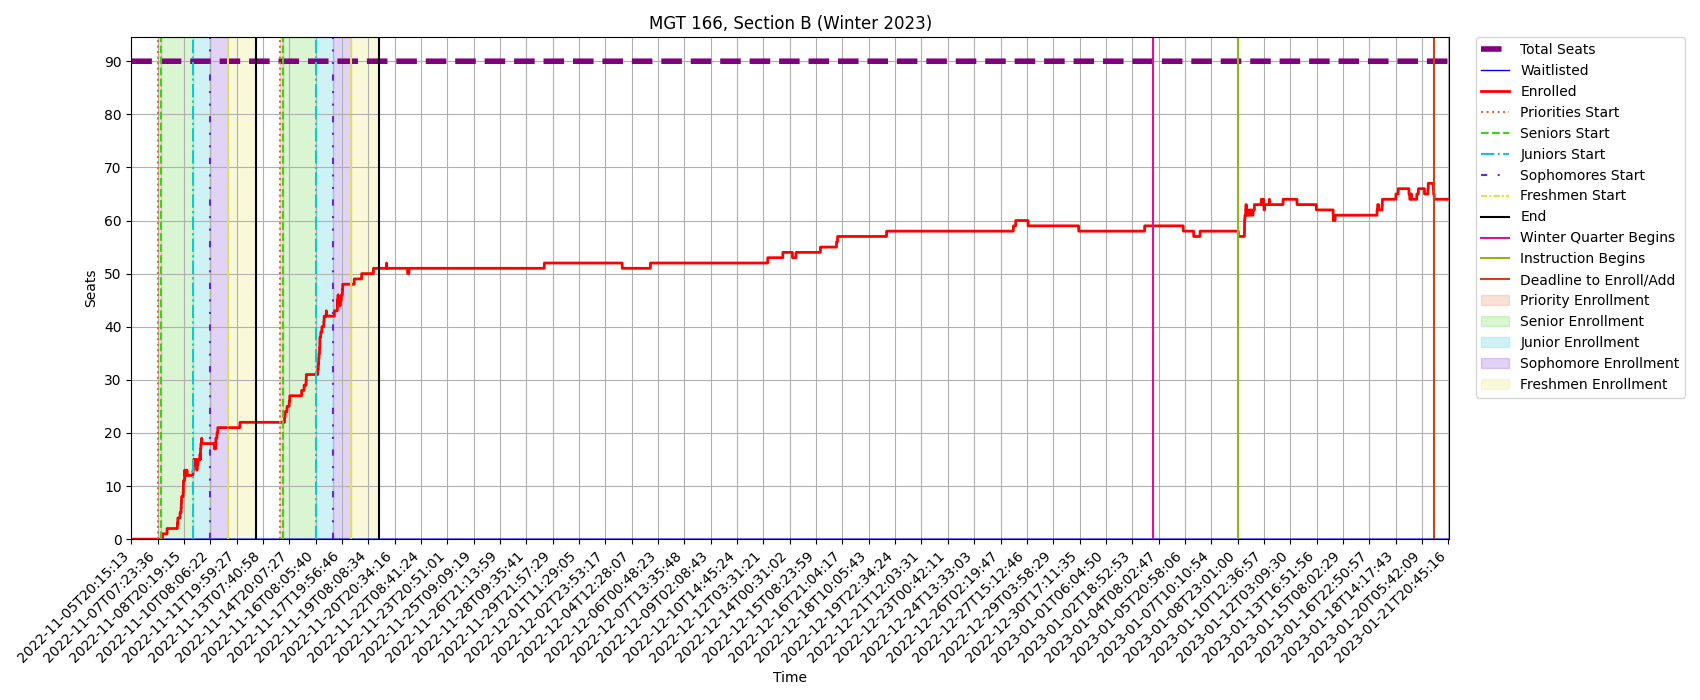 MGT 166, Section B (Winter 2023)
90
80
70
60
50
40
30
20
10
0
Seats
2022-11-05T20:15:13
2022-11-07T07:23:36
2022-11-08T20:19:15
2022-11-10T08:06:22
2022-11-11T19:59:27
2022-11-13T07:40:58
2022-11-14T20:07:27
2022-11-16T08:05:40
2022-11-17T19:56:46
2022-11-19T08:08:34
2022-11-20T20:34:16
2022-11-22T08:41:24
2022-11-23T20:51:01
2022-11-25T09:09:19
2022-11-26T21:13:59
2022-11-28T09:35:41
2022-11-29T21:57:29
2022-12-01T11:29:05
2022-12-02T23:53:17
2022-12-04T12:28:07
2022-12-06T00:48:23
2022-12-07T13:35:48
2022-12-09T02:08:43
2022-12-10T14:45:24
2022-12-12T03:31:21
2022-12-14T00:31:02
2022-12-15T08:23:59
2022-12-16T21:04:17
2022-12-18T10:05:43
2022-12-19T22:34:24
2022-12-21T12:03:31
2022-12-23T00:42:11
2022-12-24T13:33:03
2022-12-26T02:19:47
2022-12-27T15:12:46
2022-12-29T03:58:29
2022-12-30T17:11:35
2023-01-01T06:04:50
2023-01-02T18:52:53
2023-01-04T08:02:47
2023-01-05T20:58:06
2023-01-07T10:10:54
2023-01-08T23:01:00
2023-01-10T12:36:57
2023-01-12T03:09:30
2023-01-13T16:51:56
2023-01-15T08:02:29
2023-01-16T22:50:57
2023-01-18T14:17:43
2023-01-20T05:42:09
2023-01-21T20:45:16
Time
Total Seats
Waitlisted
Enrolled
Priorities Start
Seniors Start
Juniors Start
Sophomores Start
Freshmen Start
End
Winter Quarter Begins
Instruction Begins
Deadline to Enroll/Add
Priority Enrollment
Senior Enrollment
Junior Enrollment
Sophomore Enrollment
Freshmen Enrollment